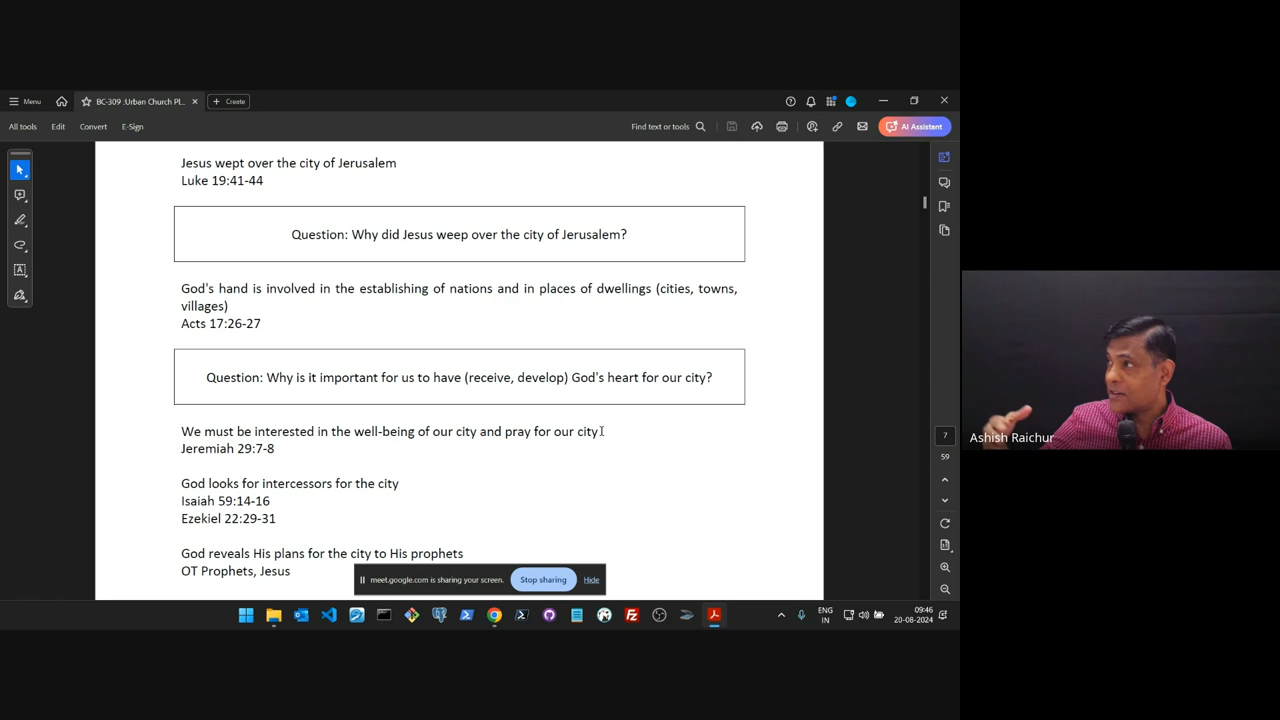 Menu
BC-309 :Urban Church Pl...
Create
All tools
Edit
Convert
E-Sign
Find text or tools
AI Assistant
Jesus wept over the city of Jerusalem
Luke 19:41-44
Question: Why did Jesus weep over the city of Jerusalem?
God's hand is involved in the establishing of nations and in places of dwellings (cities, towns,
villages)
Acts 17:26-27
Question: Why is it important for us to have (receive, develop) God's heart for our city?
We must be interested in the well-being of our city and pray for our city
Jeremiah 29:7-8
God looks for intercessors for the city
Isaiah 59:14-16
Ezekiel 22:29-31
God reveals His plans for the city to His prophets
OT Prophets, Jesus
7
59
meet.google.com is sharing your screen.
Stop sharing
Hide
ENG
IN
09:46
20-08-2024
Ashish Raichur